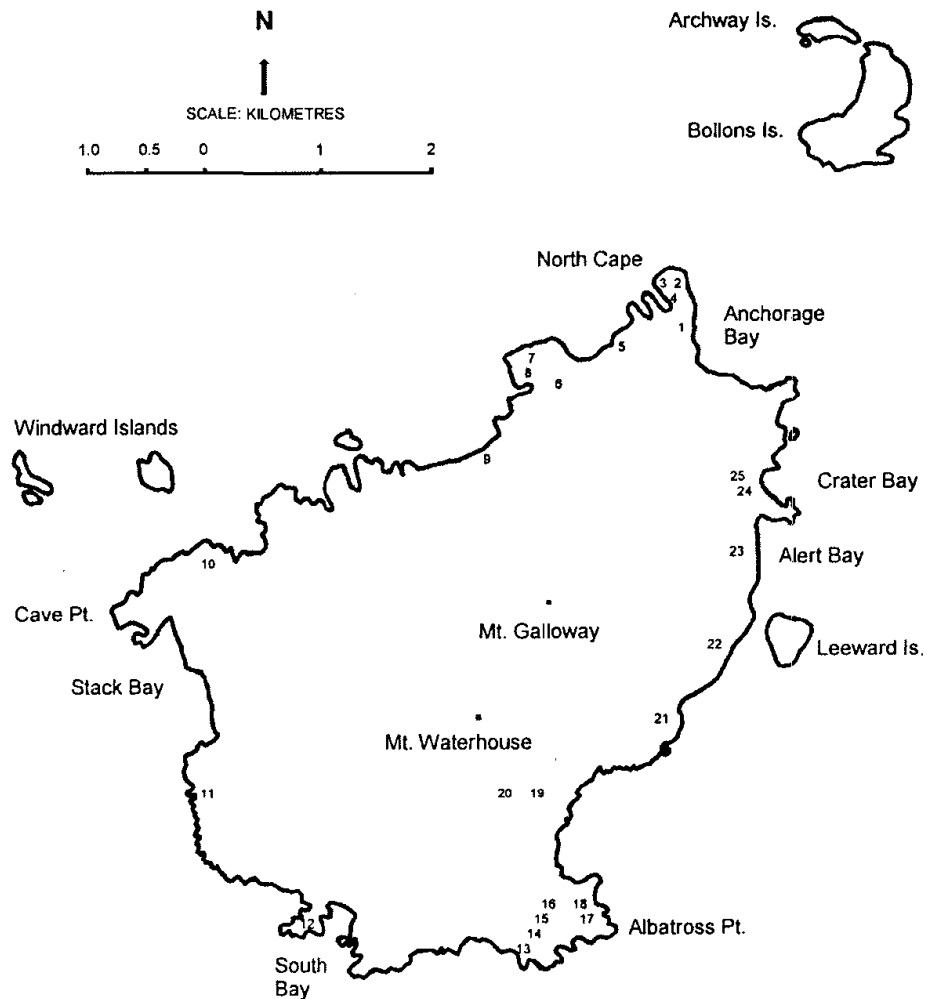 N
Archway Is.
SCALE: KILOMETRES
Bollons Is.
1.0 0.5 0 1 2
North Cape
3 2
4
Anchorage
Bay
1
5
7
8
6
Windward Islands
9
25
24
Crater Bay
23
Alert Bay
10
Cave Pt.
Mt. Galloway
22
Leeward Is.
Stack Bay
21
Mt. Waterhouse
11
20 19
16 18
15 17
12
14
13
Albatross Pt.
South
Bay